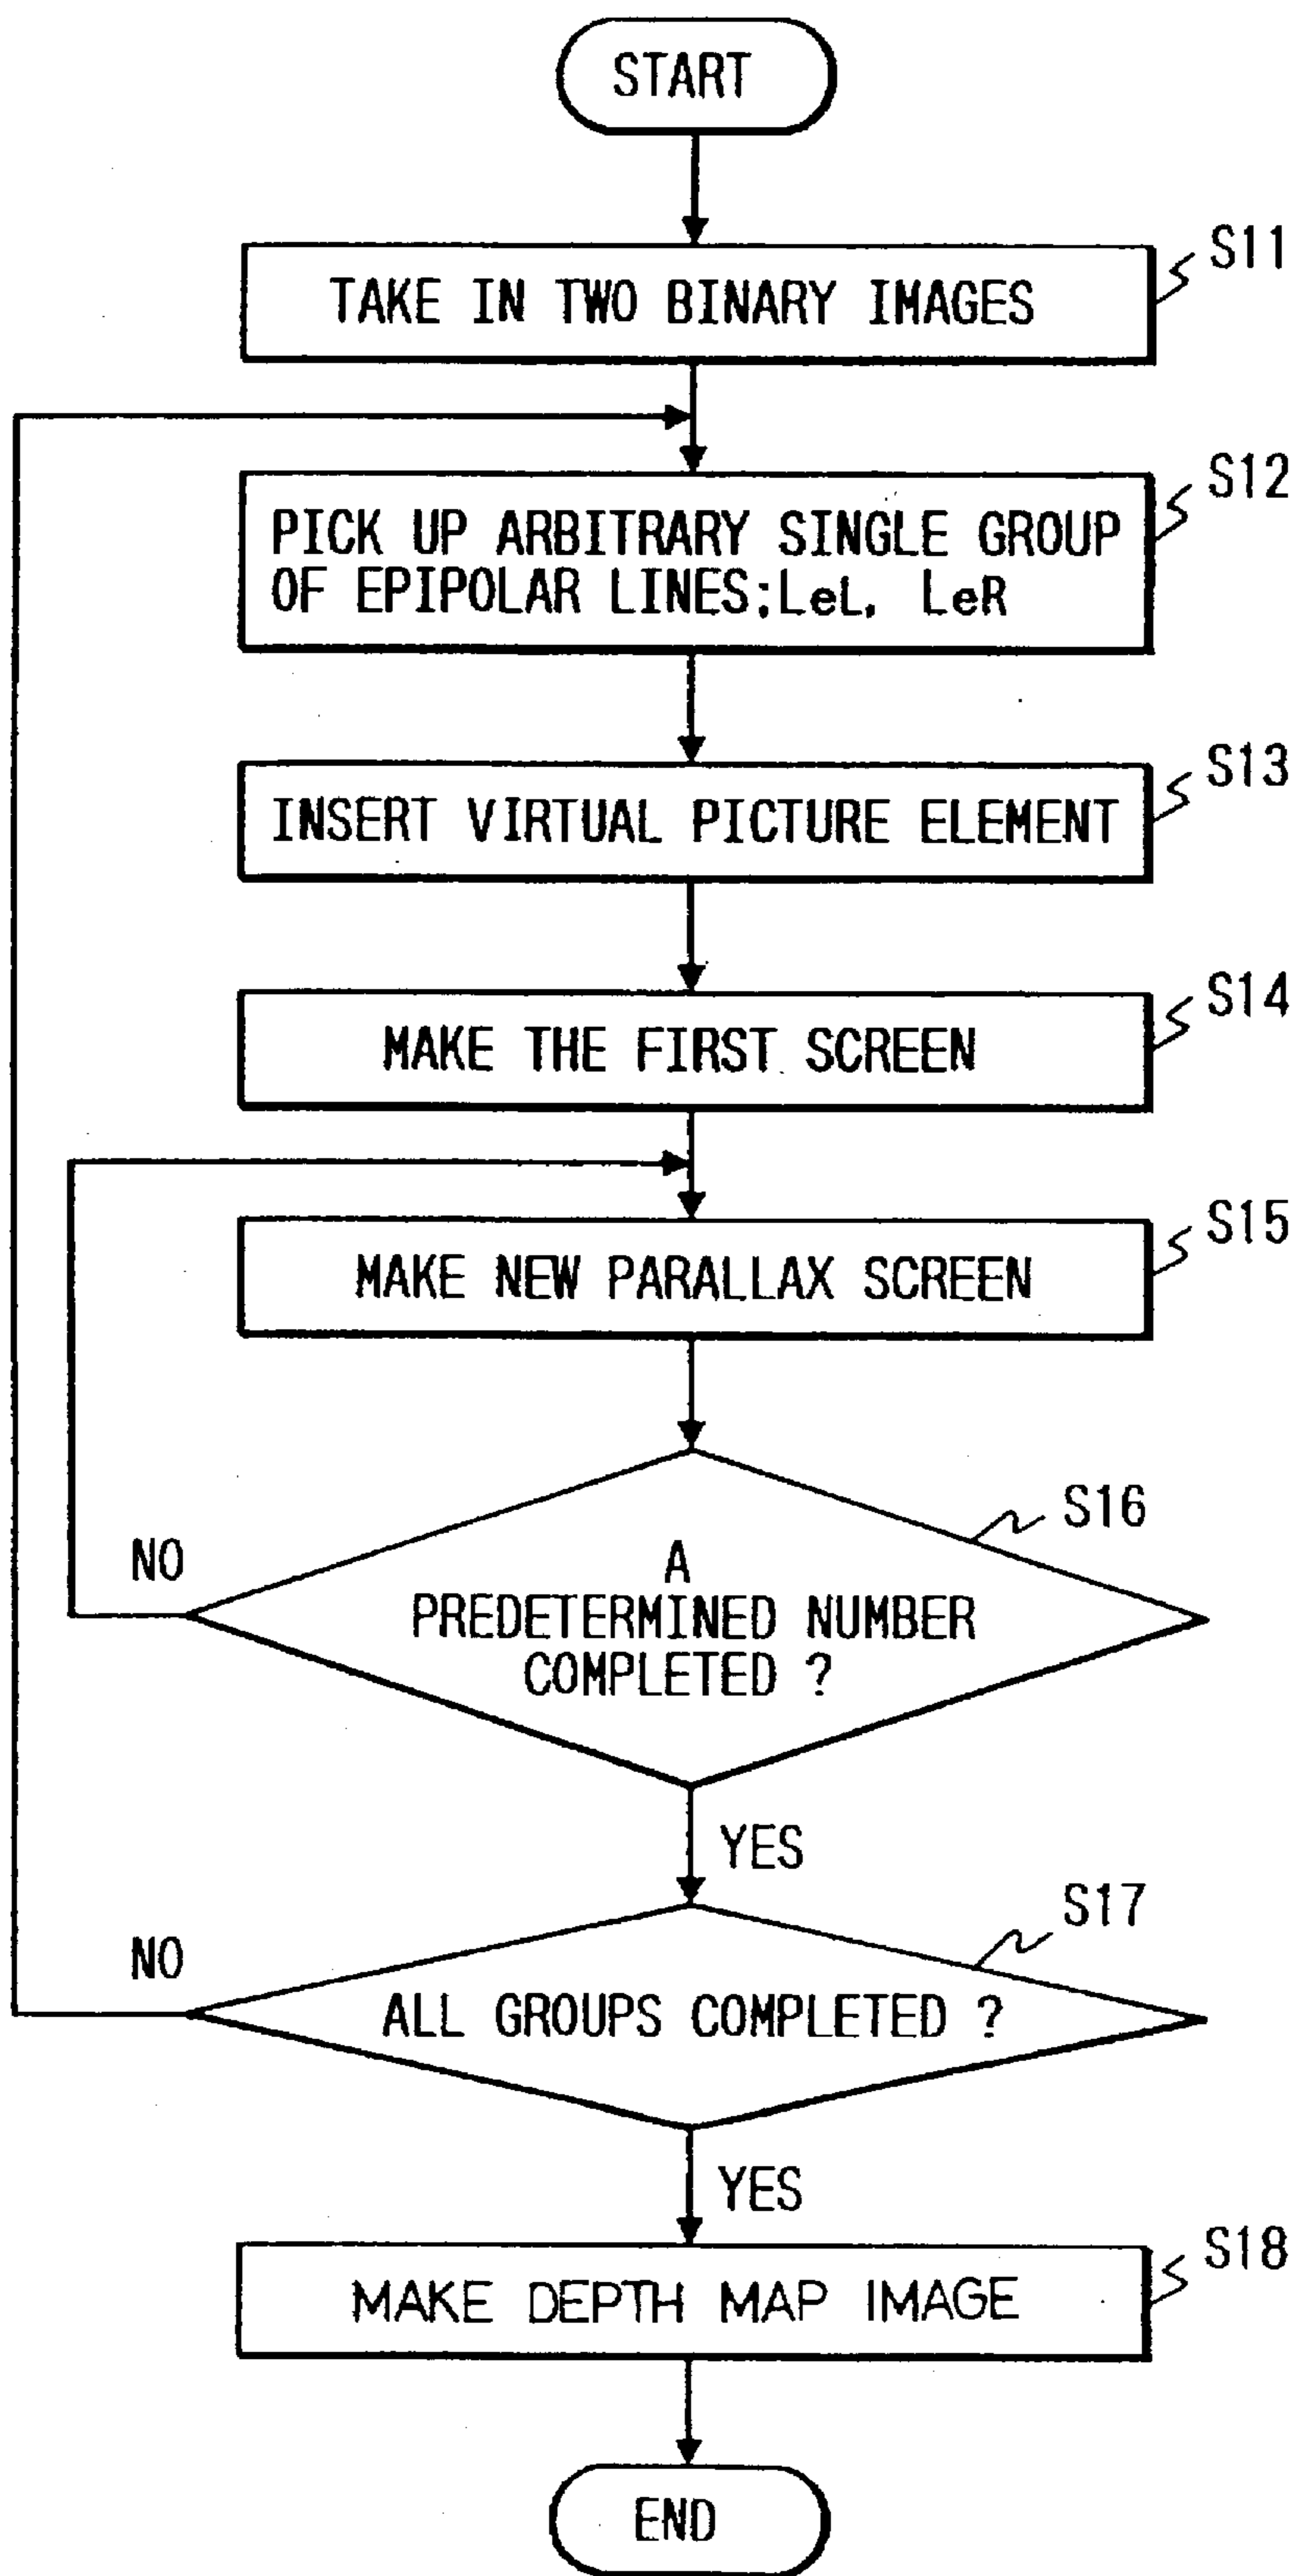 START
S11
TAKE IN TWO BINARY IMAGES
S12
PICK UP ARBITRARY SINGLE GROUP
OF EPIPOLAR LINES;LeL, LeR
S13
INSERT VIRTUAL PICTURE ELEMENT
S14
MAKE THE FIRST SCREEN
S15
MAKE NEW PARALLAX SCREEN
S16
NO
A
PREDETERMINED NUMBER
COMPLETED ?
YES
S17
NO
ALL GROUPS COMPLETED ?
YES
S18
MAKE DEPTH MAP IMAGE
END